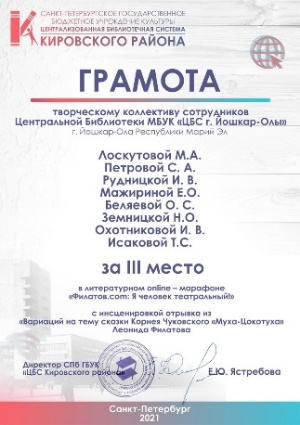 САНКТ-ПЕТЕРБУРГСКОЕ ГОСУДАРСТВЕННОЕ
БЮДЖЕТНОЕ УЧРЕЖДЕНИЕ КУЛЬТУРЫ
ЦЕНТРАЛИЗОВАННАЯ БИБЛИОТЕЧНАЯ СИСТЕМА
КИРОВСКОГО РАЙОНА
ГРАМОТА
творческому коллективу сотрудников
Центральной Библиотеки МБУК «ЦБС г. Йошкар-Олы»
г. Йошкар-Ола Республики Марий Эл
Лоскутовой М.А.
Петровой С. А.
Рудницкой И. В.
Мажириной Е.О.
Беляевой О. С.
Земницкой Н.О.
Охотниковой И. В.
Исаковой Т.С.
за III место
в литературном online – марафоне
«Филатов.com: Я человек театральный!»
с инсценировкой отрывка из
«Вариаций на тему сказки Корнея Чуковского «Муха-Цокотуха»
Леонида Филатова
Директор СПб ГБУК
«ЦБС Кировского района»
Е.Ю. Ястребова
Санкт-Петербург
2021